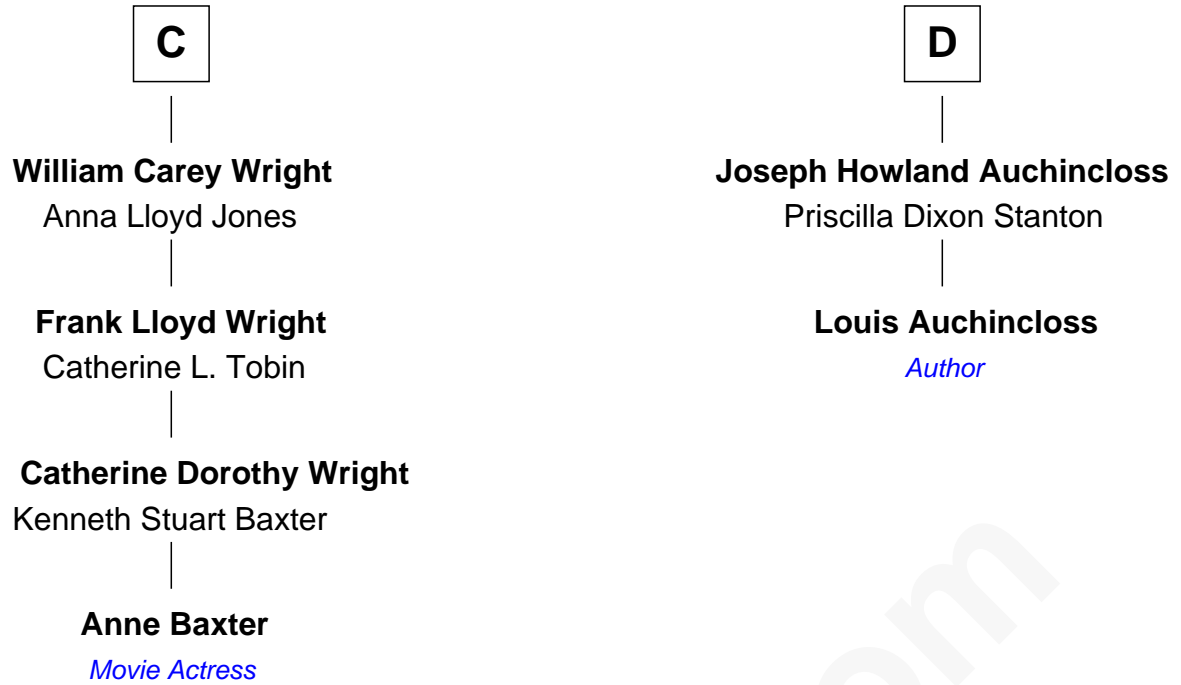 C
William Carey Wright
Anna Lloyd Jones
Frank Lloyd Wright
Catherine L. Tobin
Catherine Dorothy Wright
Kenneth Stuart Baxter
Anne Baxter
Movie Actress
D
Joseph Howland Auchincloss
Priscilla Dixon Stanton
Louis Auchincloss
Author
om